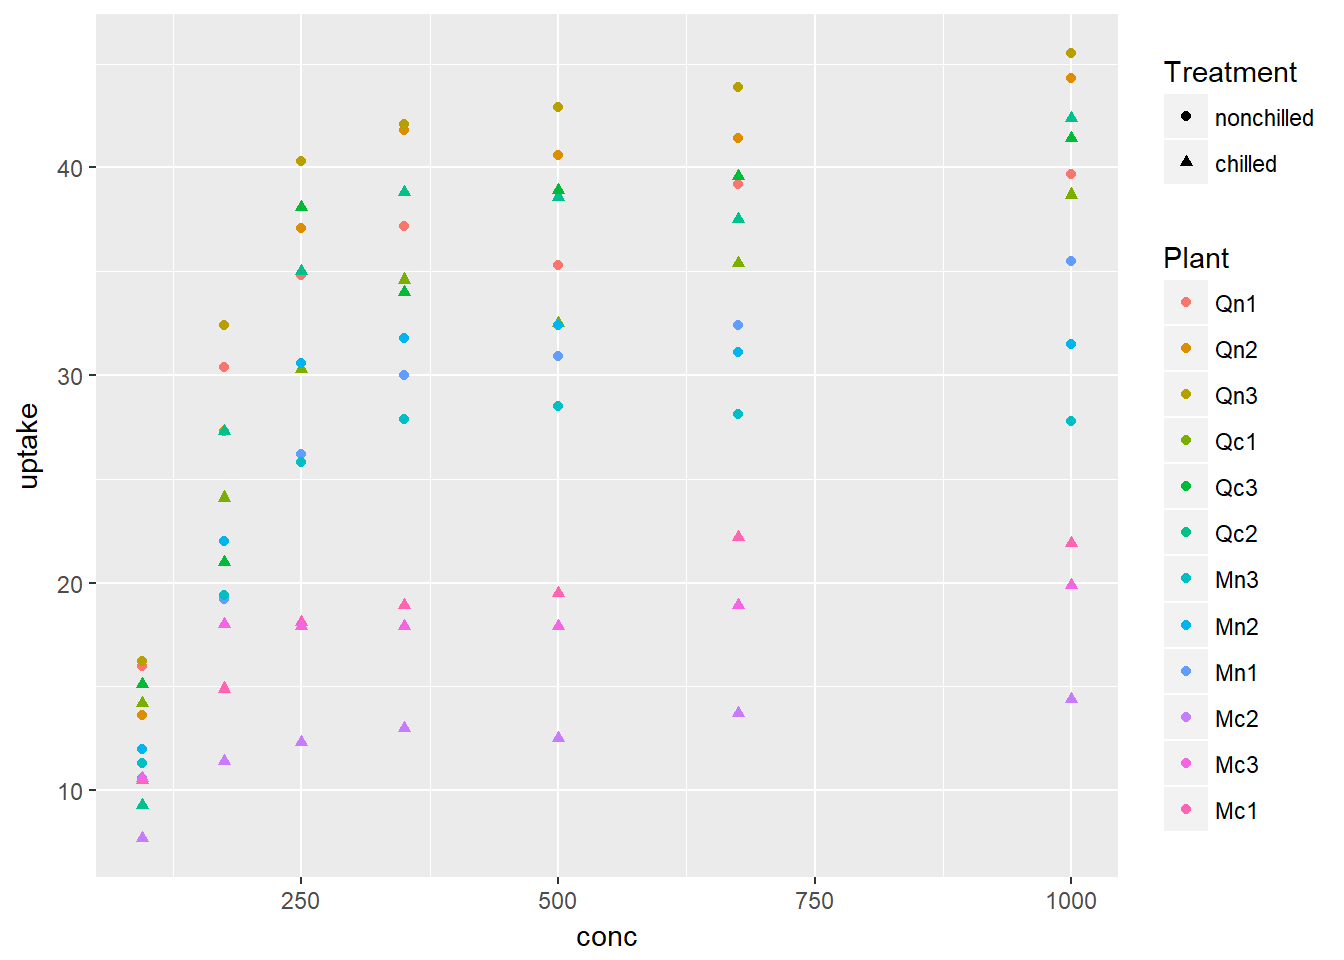 uptake
40
30
20
10
250
500
750
1000
conc
Treatment
nonchilled
chilled
Plant
Qn1
Qn2
Qn3
Qc1
Qc3
Qc2
Mn3
Mn2
Mn1
Mc2
Mc3
Mc1